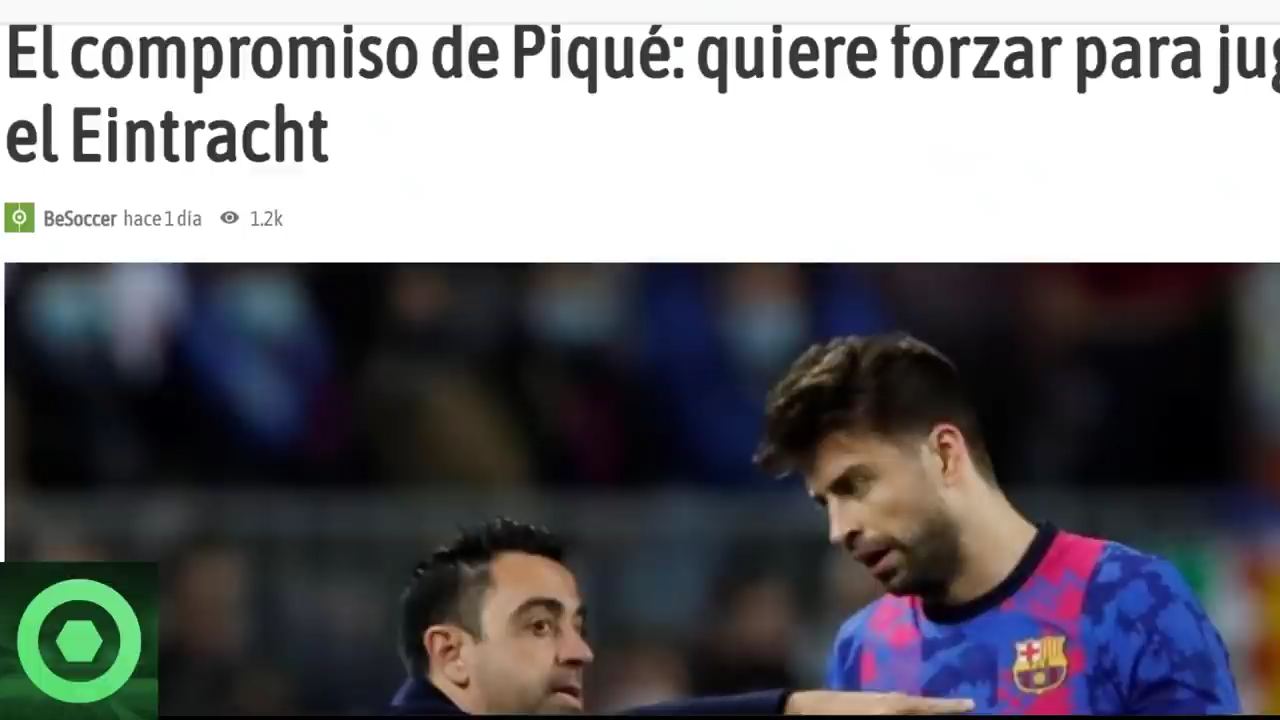 El compromiso de Piqué: quiere forzar para
el Eintracht
BeSoccer hace 1 día 1.2k